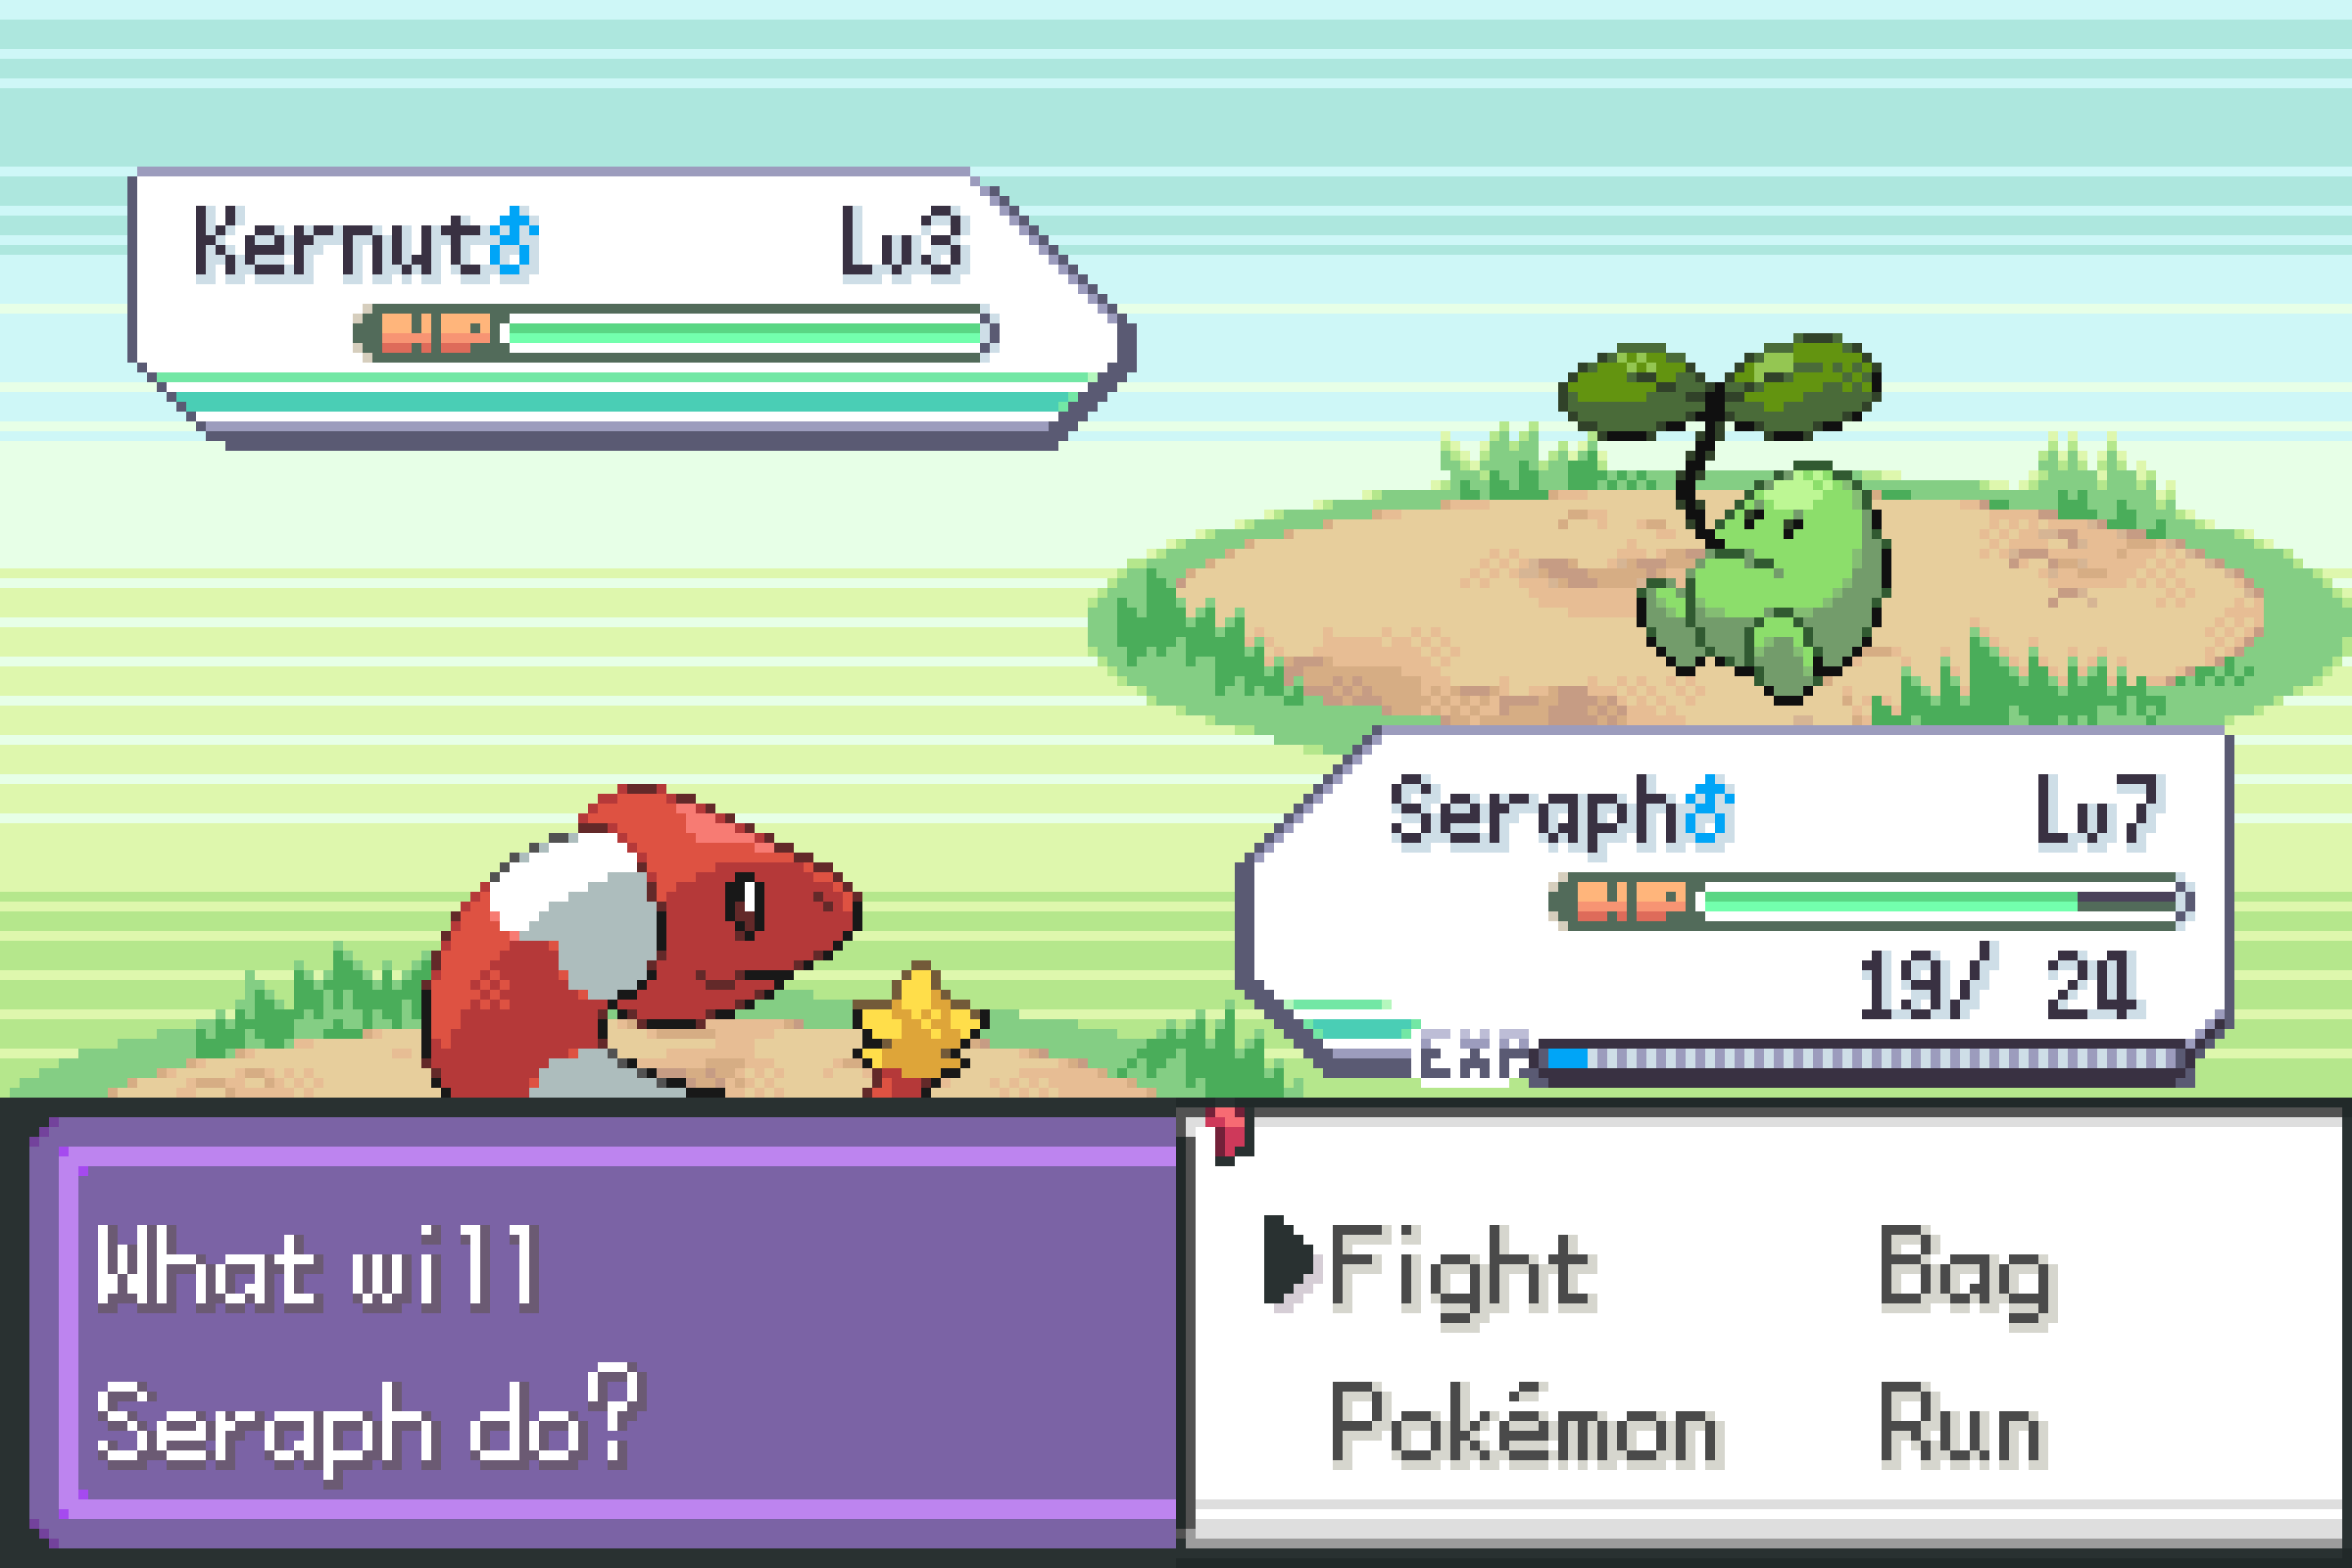 Kernut♂ Lv3
HP
Seraph♂ Lv7
HP
19/ 24
EXP
What will
Seraph do?
Fight Bag
Pokémon Run